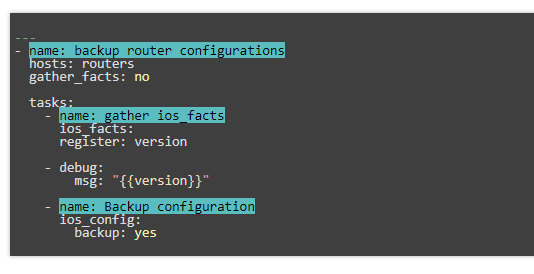 ---
- name: backup router configurations
  hosts: routers
  gather_facts: no
  tasks:
    - name: gather ios_facts
      ios_facts:
      register: version
    - debug:
        msg: "{{version}}"
    - name: Backup configuration
      ios_config:
        backup: yes